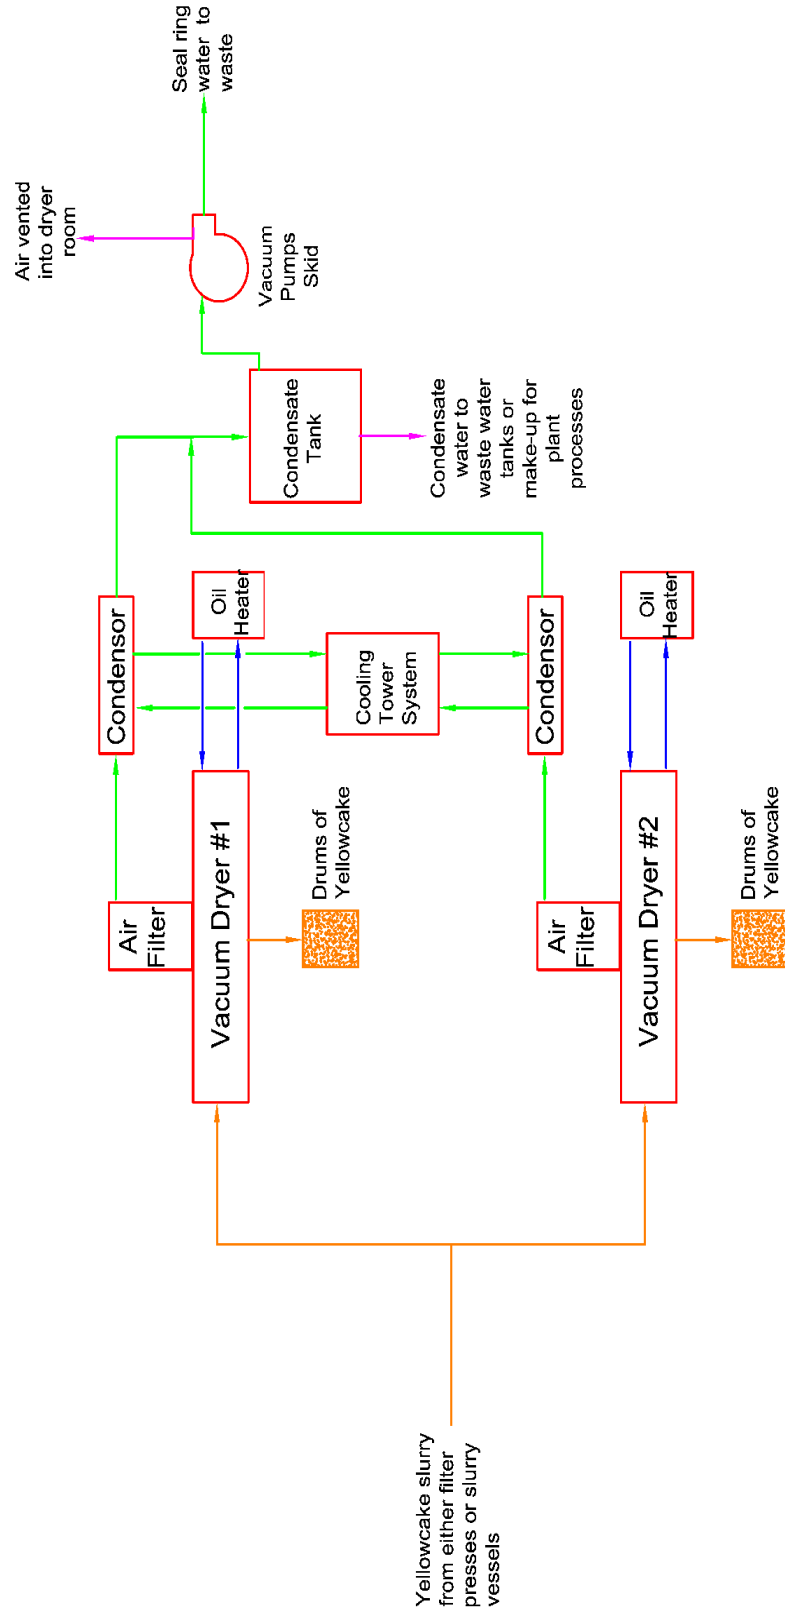 Yellowcake slurry
from either filter
presses or slurry
vessels
Air
Filter
Vacuum Dryer #1
Drums of
Yellowcake
Condensor
Oil
Heater
Cooling
Tower
System
Air
Filter
Vacuum Dryer #2
Drums of
Yellowcake
Condensor
Oil
Heater
Condensate
Tank
Condensate
water to
waste water
tanks or
make-up for
plant
processes
Vacuum
Pumps
Skid
Air vented
into dryer
room
Seal ring
water to
waste